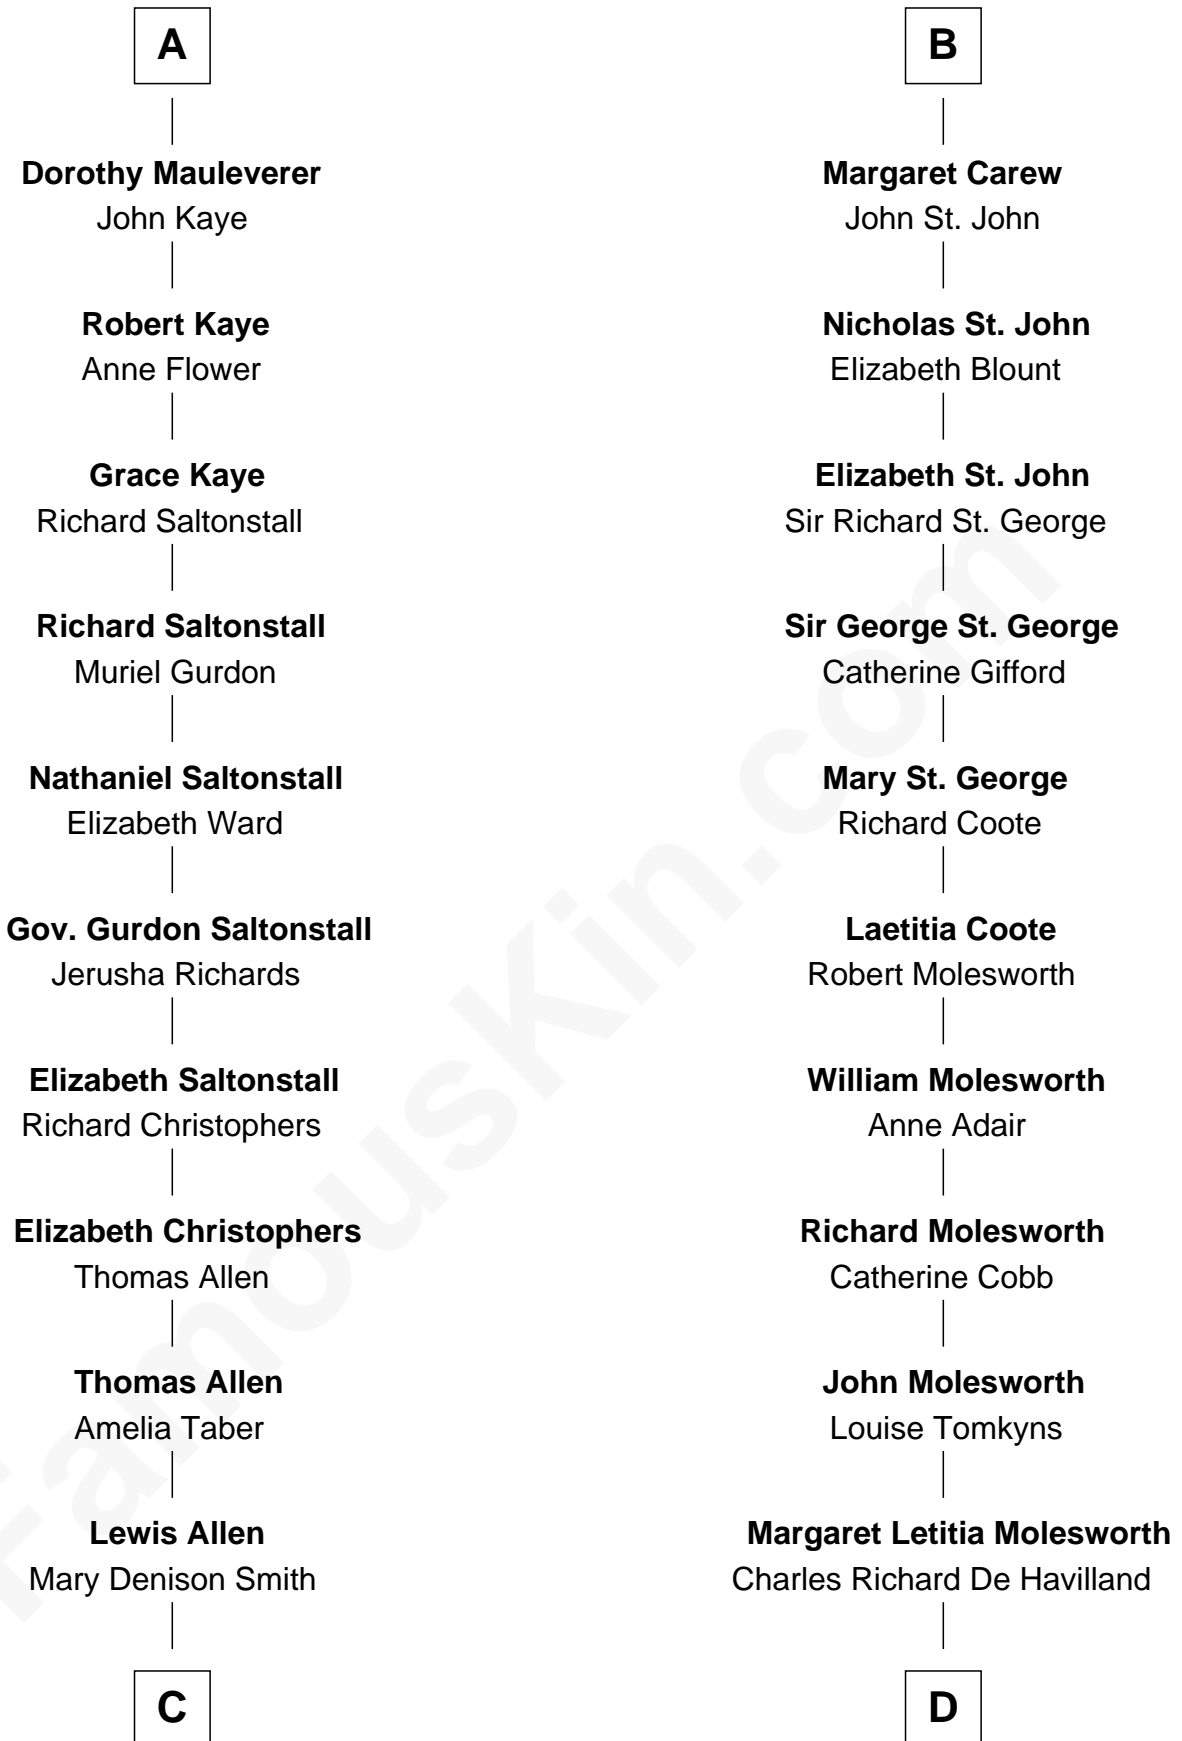 A
Dorothy Mauleverer
John Kaye
Robert Kaye
Anne Flower
Grace Kaye
Richard Saltonstall
Richard Saltonstall
Muriel Gurdon
Nathaniel Saltonstall
Elizabeth Ward
Gov. Gurdon Saltonstall
Jerusha Richards
Elizabeth Saltonstall
Richard Christophers
Elizabeth Christophers
Thomas Allen
Thomas Allen
Amelia Taber
Lewis Allen
Mary Denison Smith
C
B
Margaret Carew
John St. John
Nicholas St. John
Elizabeth Blount
Elizabeth St. John
Sir Richard St. George
Sir George St. George
Catherine Gifford
Mary St. George
Richard Coote
Laetitia Coote
Robert Molesworth
William Molesworth
Anne Adair
Richard Molesworth
Catherine Cobb
John Molesworth
Louise Tomkyns
Margaret Letitia Molesworth
Charles Richard De Havilland
D
FamousKin.com